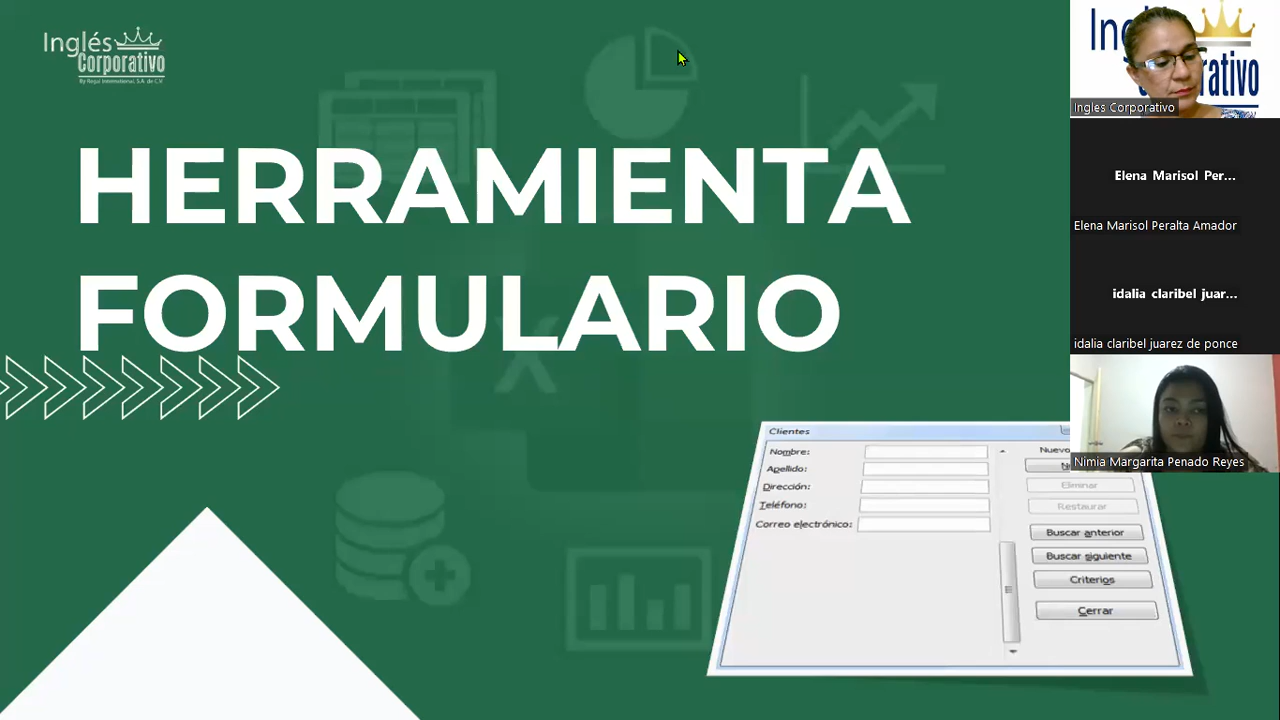 Inglés
Corporativo
By Regal International, S.A. de C.V.
HERRAMIENTA
FORMULARIO
Clientes
Nombre:
Apellido:
Dirección:
Teléfono:
Correo electrónico:
Nuevo
Eliminar
Restaurar
Buscar anterior
Buscar siguiente
Criterios
Cerrar
Ingles Corporativo
Elena Marisol Per...
Elena Marisol Peralta Amador
idalia claribel juar...
idalia claribel juarez de ponce
Nimia Margarita Penado Reyes